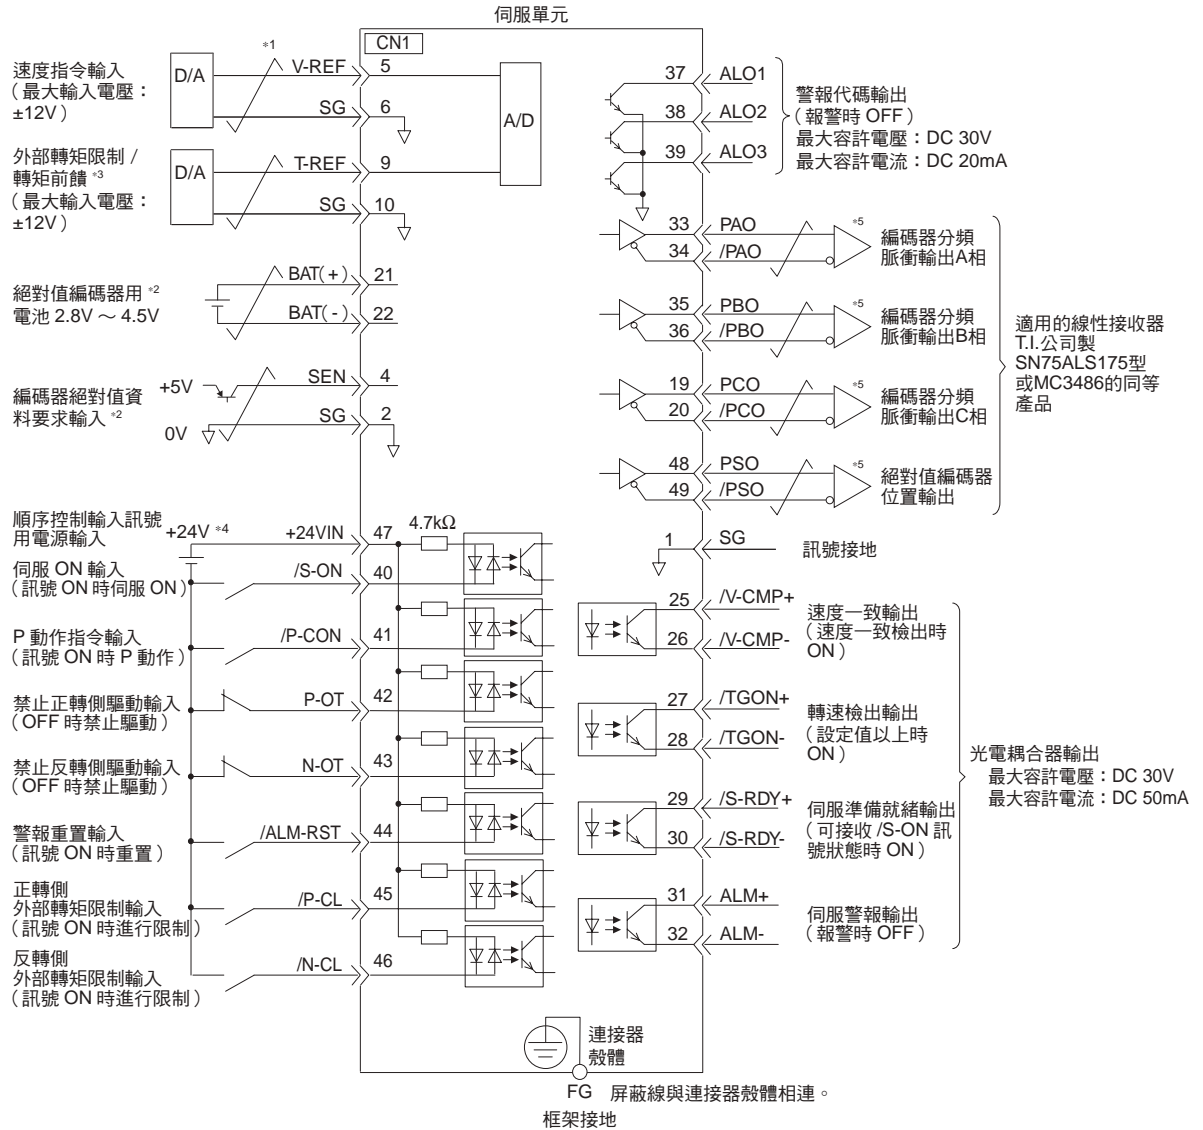 伺服單元
CN1
速度指令輸入
（最大輸入電壓：
±12V）
D/A
*1
V-REF
5
SG
6
A/D
外部轉矩限制 /
轉矩前饋 *3
（最大輸入電壓：
±12V）
D/A
T-REF
9
SG
10
絕對值編碼器用 *2
電池 2.8V ～ 4.5V
BAT(+)
21
BAT(-)
22
編碼器絕對值資
料要求輸入 *2
+5V
0V
SEN
4
SG
2
順序控制輸入訊號
用電源輸入
+24V *4
+24VIN
47
4.7kΩ
伺服 ON 輸入
（訊號 ON 時伺服 ON）
/S-ON
40
P 動作指令輸入
（訊號 ON 時 P 動作）
/P-CON
41
禁止正轉側驅動輸入
（OFF 時禁止驅動）
P-OT
42
禁止反轉側驅動輸入
（OFF 時禁止驅動）
N-OT
43
警報重置輸入
（訊號 ON 時重置）
/ALM-RST
44
正轉側
外部轉矩限制輸入
（訊號 ON 時進行限制）
/P-CL
45
反轉側
外部轉矩限制輸入
（訊號 ON 時進行限制）
/N-CL
46
37
ALO1
38
ALO2
39
ALO3
警報代碼輸出
（報警時 OFF）
最大容許電壓：DC 30V
最大容許電流：DC 20mA
33
PAO
34
/PAO
*5
編碼器分頻
脈衝輸出A相
35
PBO
36
/PBO
*5
編碼器分頻
脈衝輸出B相
19
PCO
20
/PCO
*5
編碼器分頻
脈衝輸出C相
48
PSO
49
/PSO
*5
絕對值編碼器
位置輸出
適用的線性接收器
T.I.公司製
SN75ALS175型
或MC3486的同等
產品
1
SG
訊號接地
25
/V-CMP+
26
/V-CMP-
速度一致輸出
（速度一致檢出時
ON）
27
/TGON+
28
/TGON-
轉速檢出輸出
（設定值以上時
ON）
29
/S-RDY+
30
/S-RDY-
伺服準備就緒輸出
（可接收 /S-ON 訊
號狀態時 ON）
31
ALM+
32
ALM-
伺服警報輸出
（報警時 OFF）
光電耦合器輸出
最大容許電壓：DC 30V
最大容許電流：DC 50mA
連接器
殼體
FG
屏蔽線與連接器殼體相連。
框架接地